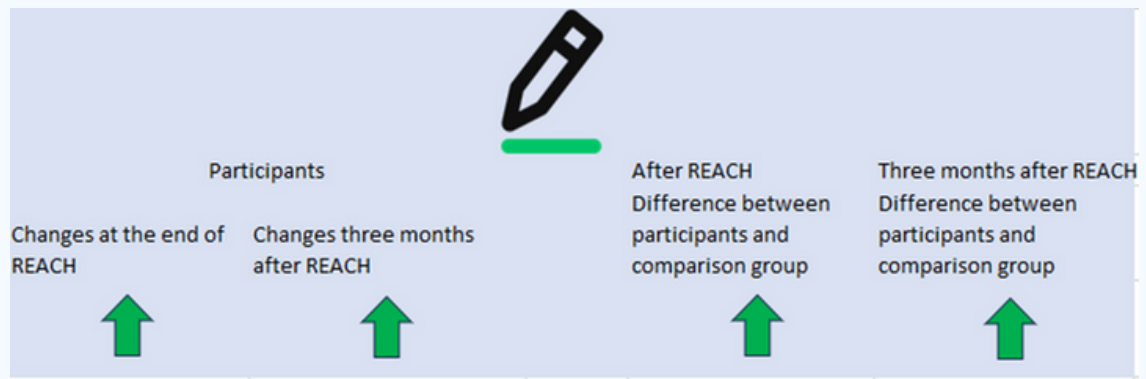 Participants
Changes at the end of
REACH
Changes three months
after REACH
After REACH
Difference between
participants and
comparison group
Three months after REACH
Difference between
participants and
comparison group